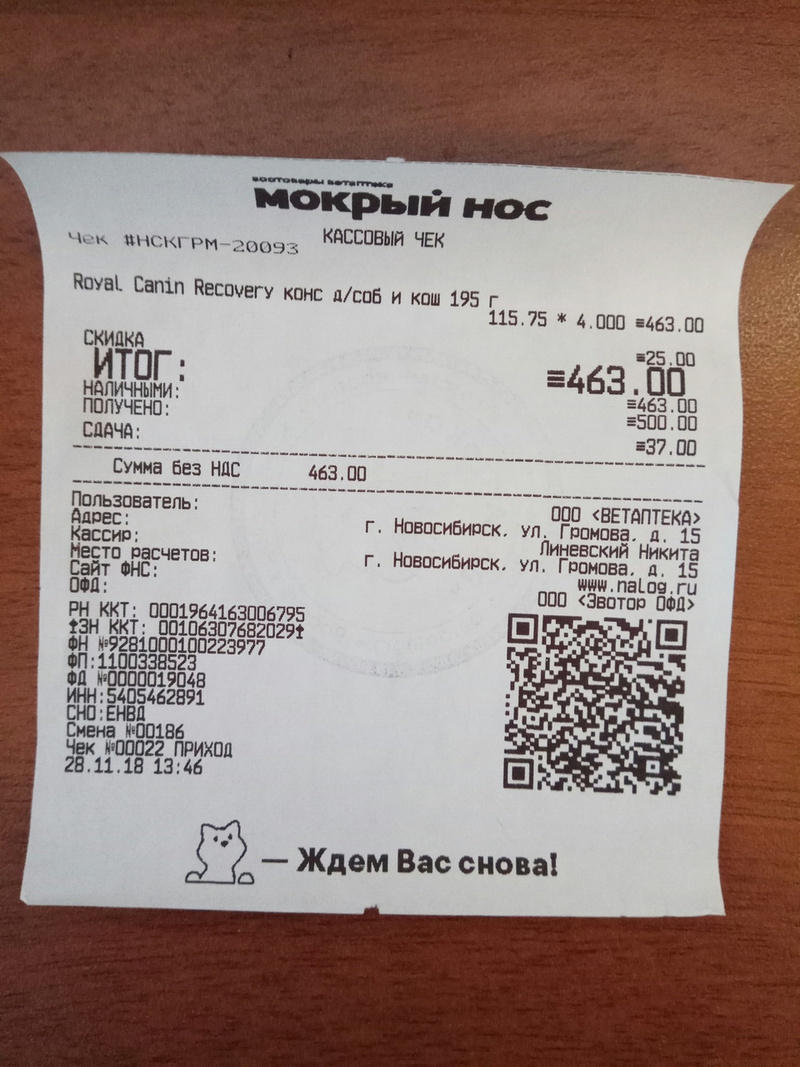 зоотовары ветаптека
мокрый нос
Чек #НСКГРМ-20093 КАССОВЫЙ ЧЕК
Royal Canin Recovery конс д/соб и кош 195 г
115.75 * 4.000 ≡463.00
СКИДКА ≡25.00
ИТОГ: ≡463.00
НАЛИЧНЫМИ: ≡463.00
ПОЛУЧЕНО: ≡500.00
СДАЧА: ≡37.00
Сумма без НДС 463.00
Пользователь: ООО <ВЕТАПТЕКА>
Адрес: г. Новосибирск, ул. Громова, д. 15
Кассир: Линевский Никита
Место расчетов: г. Новосибирск, ул. Громова, д. 15
Сайт ФНС: www.nalog.ru
ОФД: ООО <Эвотор ОФД>
РН ККТ: 0001964163006795
↑ЗН ККТ: 00106307682029↑
ФН №9281000100223977
ФП:1100338523
ФД №0000019048
ИНН:5405462891
СНО:ЕНВД
Смена №00186
Чек №00022 ПРИХОД
28.11.18 13:46
— Ждем Вас снова!